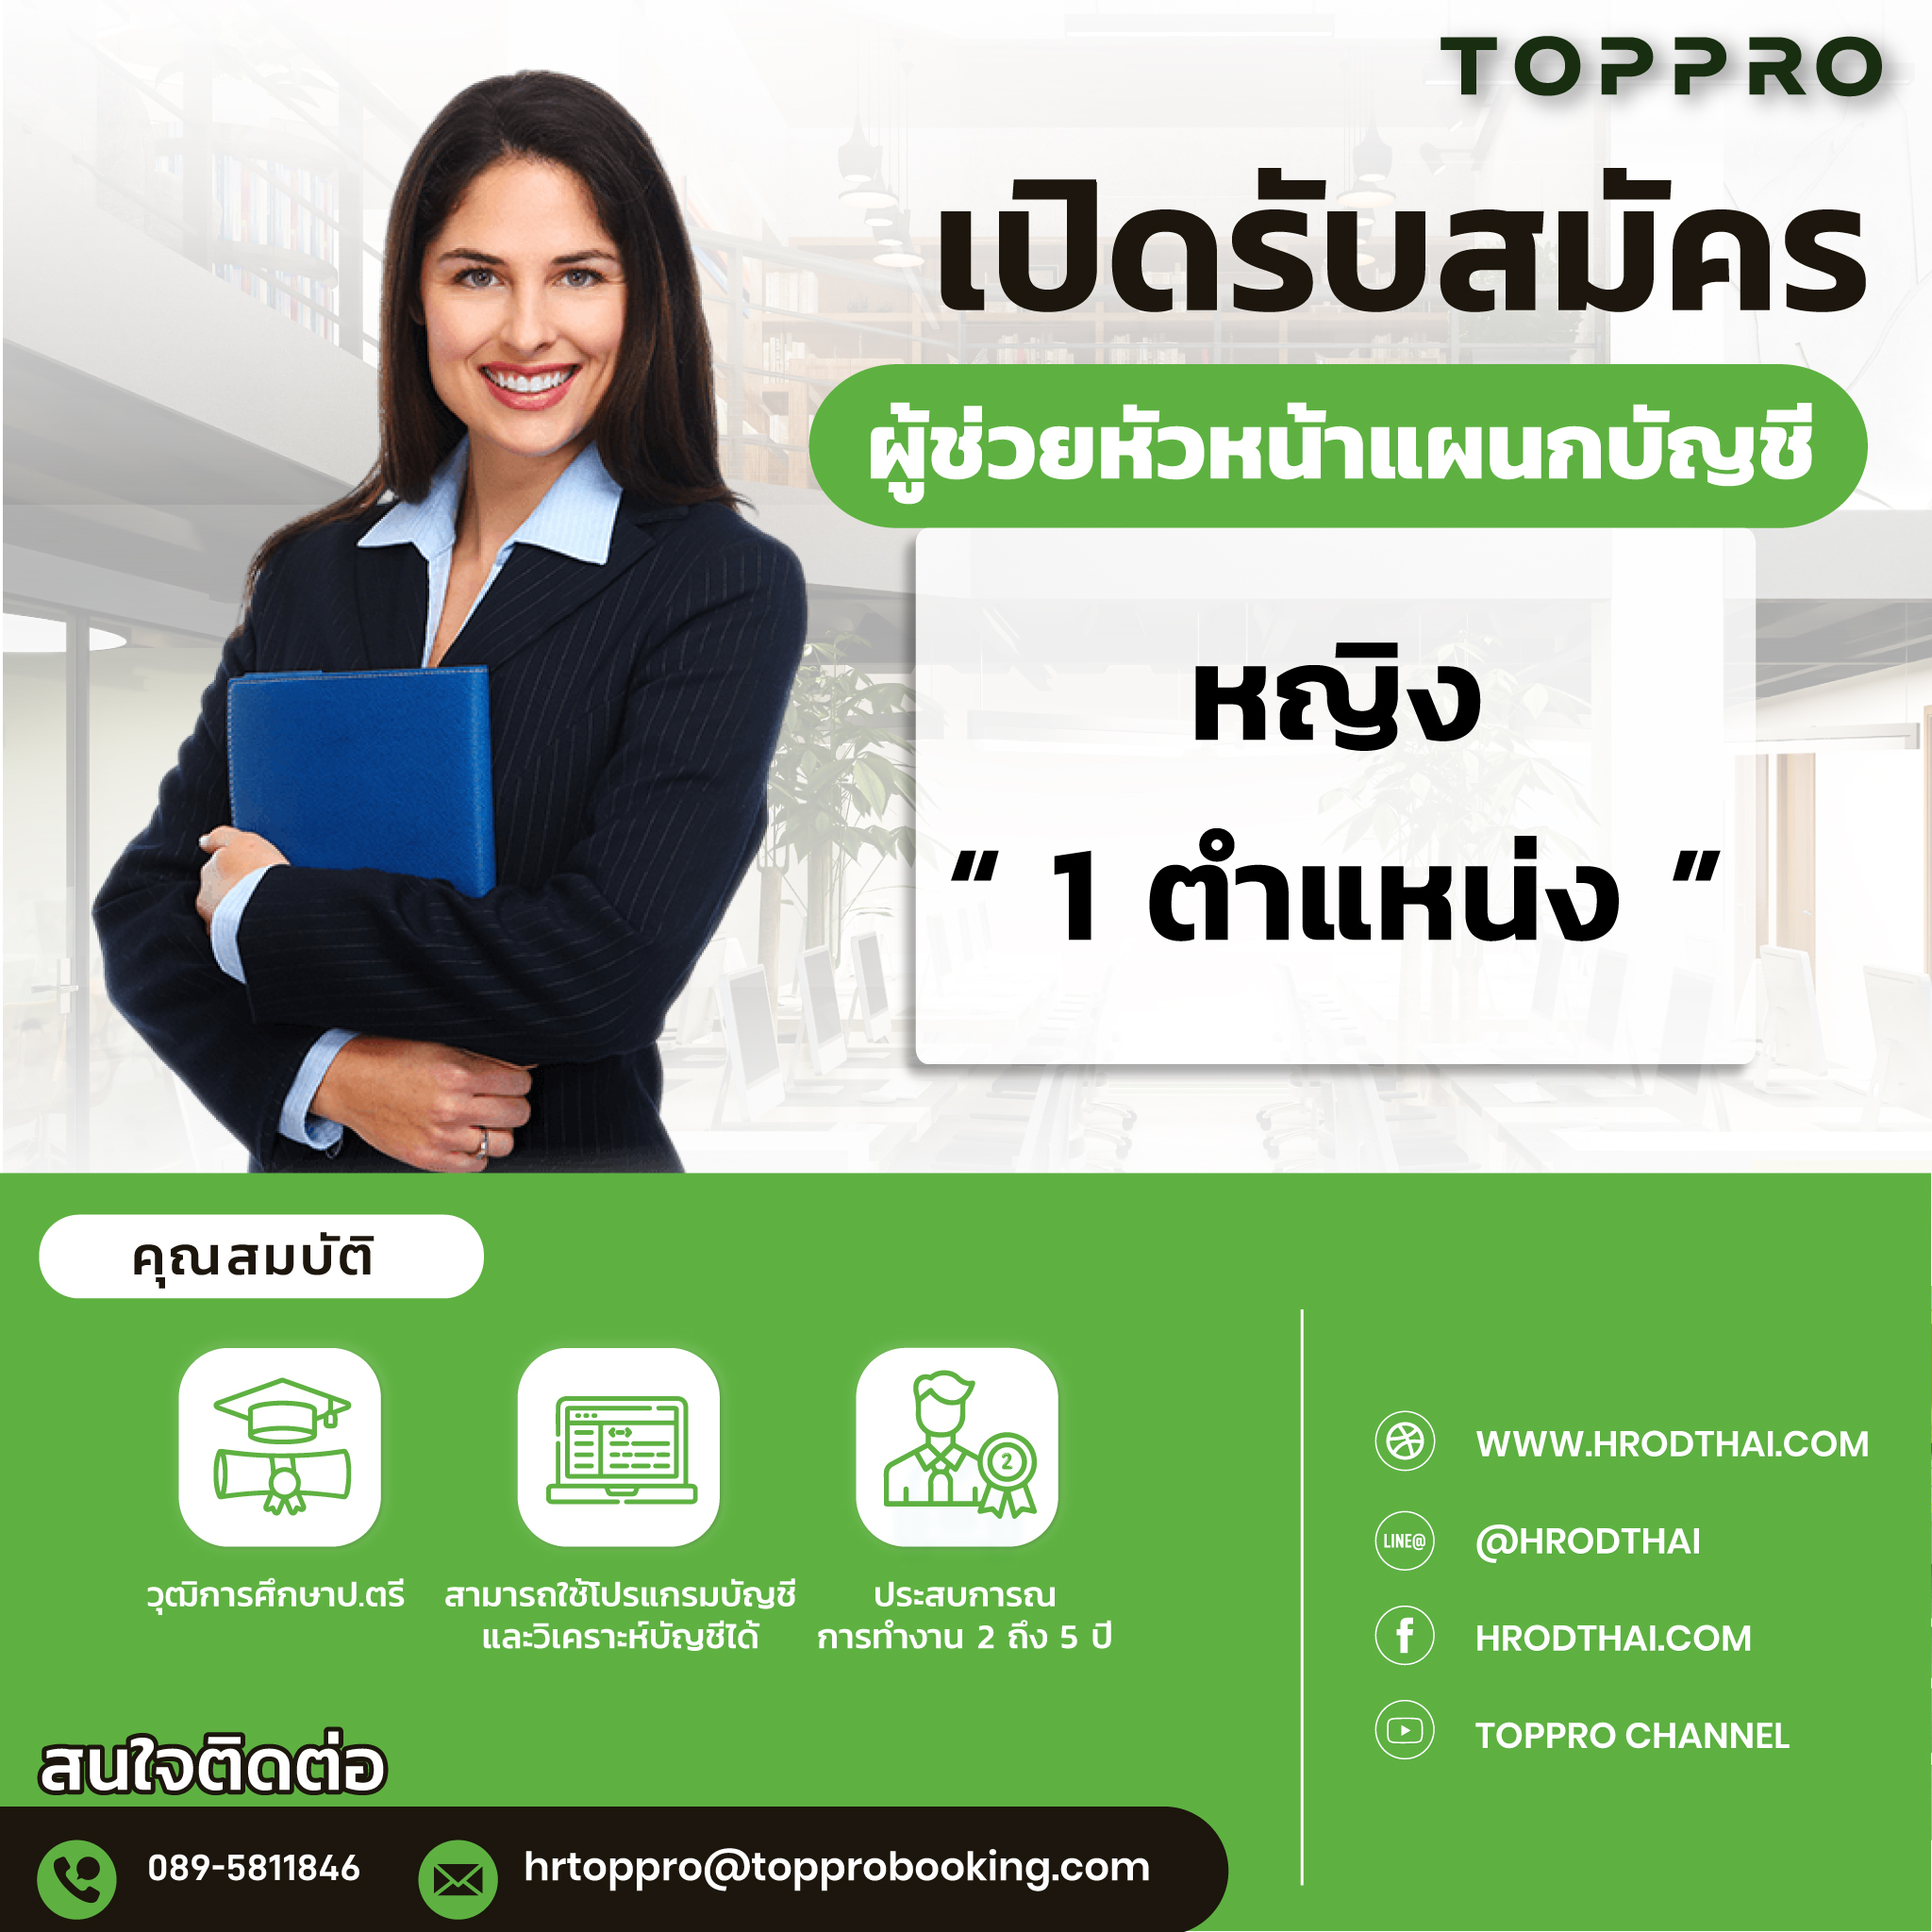 TOPPRO
เปิดรับสมัคร
ผู้ช่วยหัวหน้าแผนกบัญชี
หญิง
“ 1 ตำแหน่ง ”
คุณสมบัติ
2
วุฒิการศึกษาป.ตรี
สามารถใช้โปรแกรมบัญชี
และวิเคราะห์บัญชีได้
ประสบการณ
การทำงาน 2 ถึง 5 ปี
WWW.HRODTHAI.COM
LINE@ @HRODTHAI
f HRODTHAI.COM
TOPPRO CHANNEL
สนใจติดต่อ
089-5811846 hrtoppro@topprobooking.com